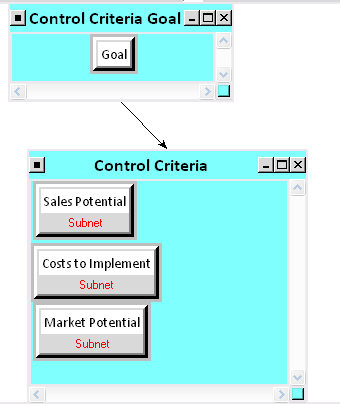 Control Criteria Goal
Goal
Control Criteria
Sales Potential
Subnet
Costs to Implement
Subnet
Market Potential
Subnet